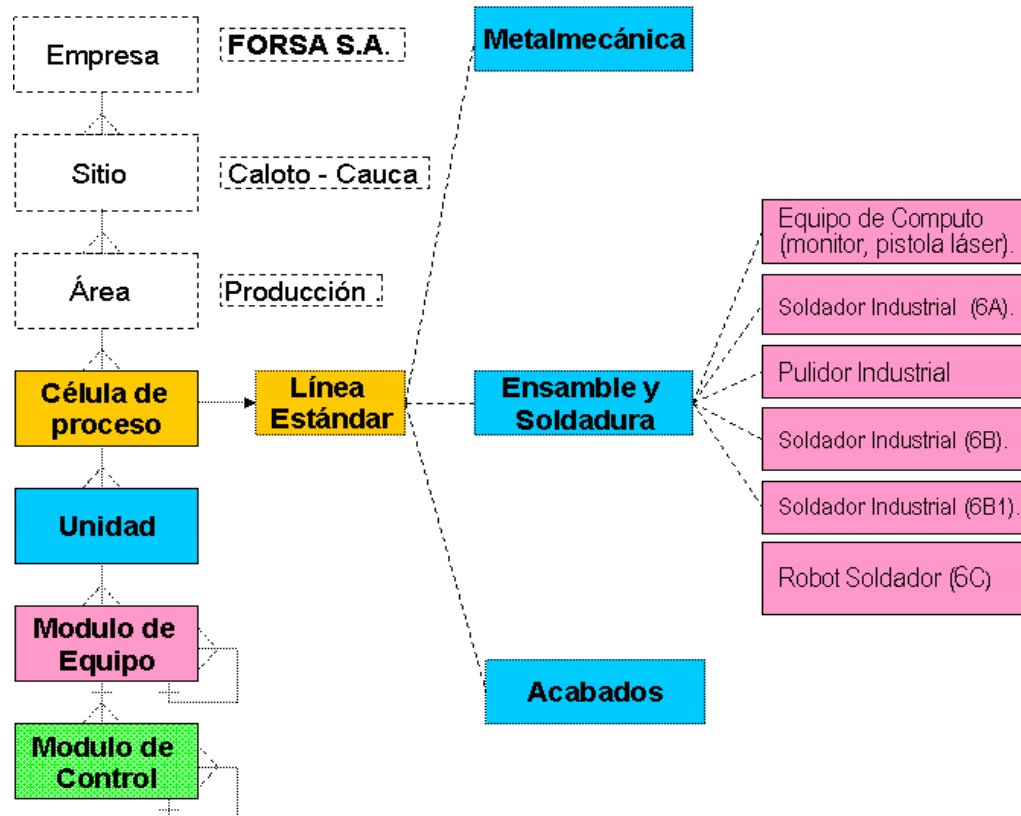 Empresa
FORSA S.A.
Sitio
Caloto - Cauca
Área
Producción .
Célula de
proceso
Línea
Estándar
Unidad
Modulo de
Equipo
Modulo de
Control
Metalmecánica
Ensamble y
Soldadura
Acabados
Equipo de Computo
(monitor, pistola láser).
Soldador Industrial (6A).
Pulidor Industrial
Soldador Industrial (6B).
Soldador Industrial (6B1).
Robot Soldador (6C)